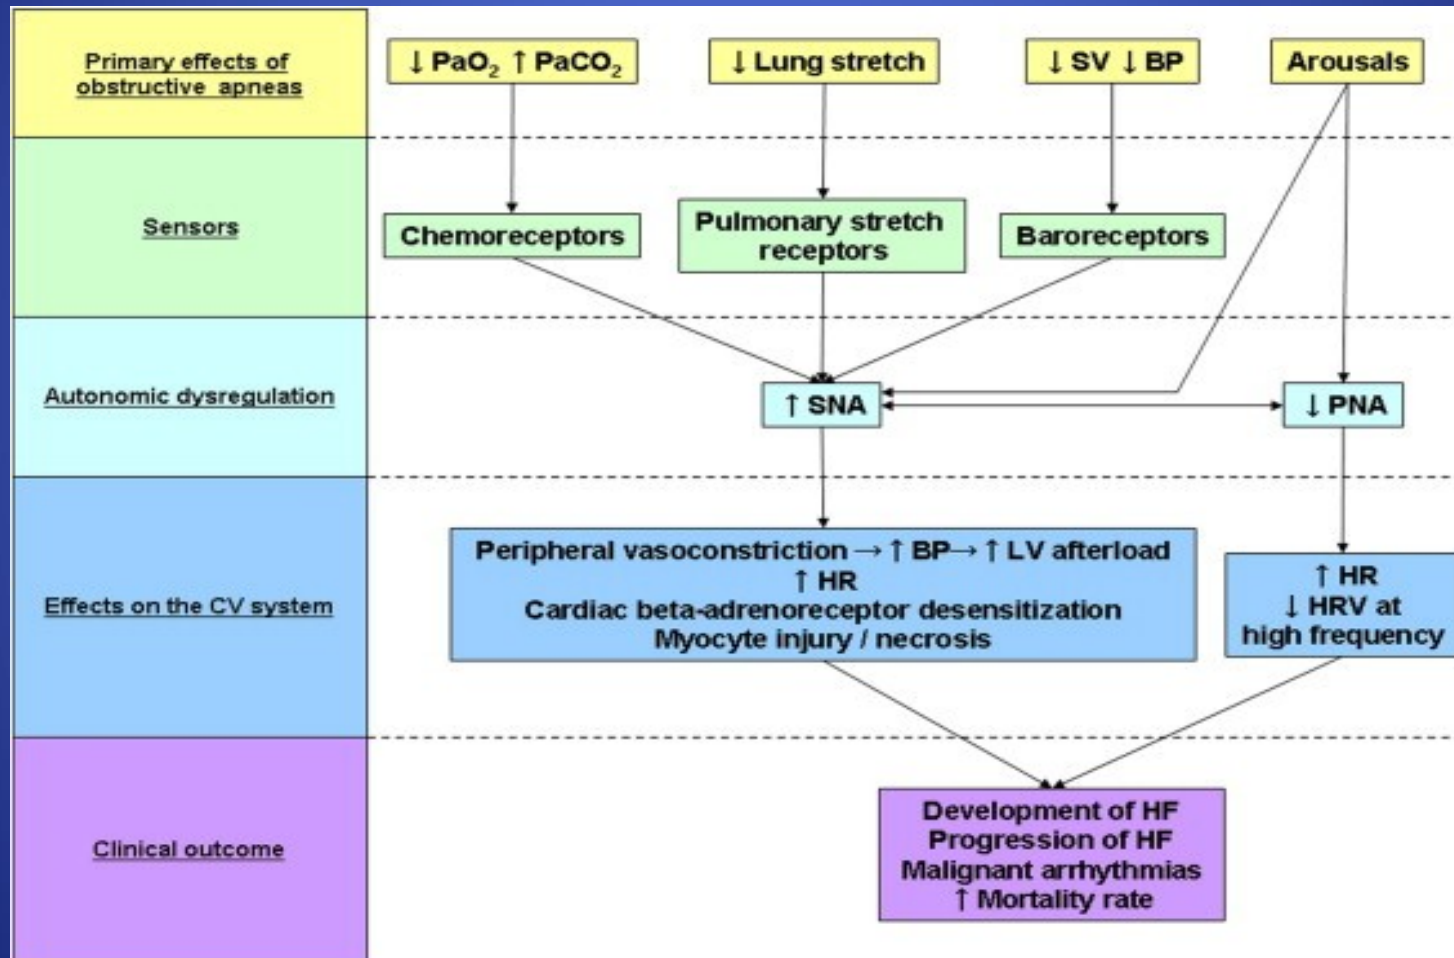 Primary effects of
obstructive apneas
↓ PaO₂ ↑ PaCO₂
↓ Lung stretch
↓ SV ↓ BP
Arousals
Sensors
Chemoreceptors
Pulmonary stretch
receptors
Baroreceptors
Autonomic dysregulation
↑ SNA
↓ PNA
Effects on the CV system
Peripheral vasoconstriction → ↑ BP → ↑ LV afterload
↑ HR
Cardiac beta-adrenoreceptor desensitization
Myocyte injury / necrosis
↑ HR
↓ HRV at
high frequency
Clinical outcome
Development of HF
Progression of HF
Malignant arrhythmias
↑ Mortality rate